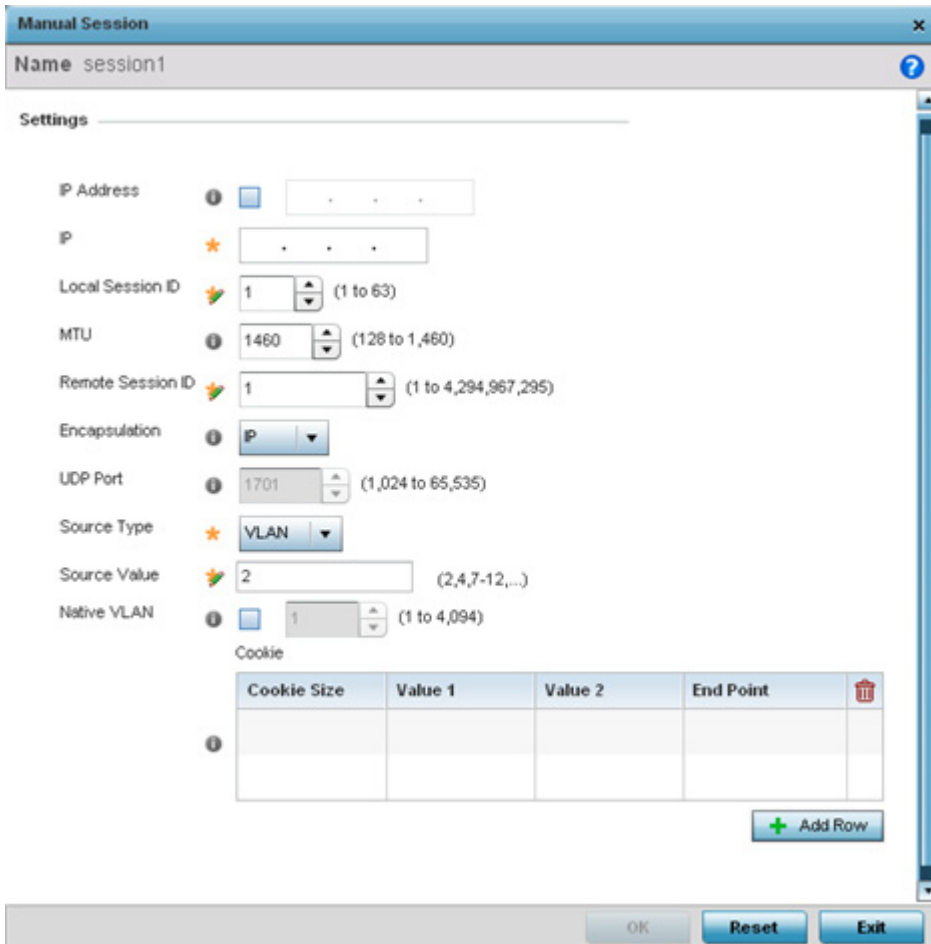 Manual Session
Name session1
Settings
IP Address
IP
Local Session ID 1 (1 to 63)
MTU 1460 (128 to 1,460)
Remote Session ID 1 (1 to 4,294,967,295)
Encapsulation IP
UDP Port 1701 (1,024 to 65,535)
Source Type VLAN
Source Value 2 (2,4,7-12,...)
Native VLAN 1 (1 to 4,094)
Cookie
Cookie Size Value 1 Value 2 End Point
Add Row
OK Reset Exit